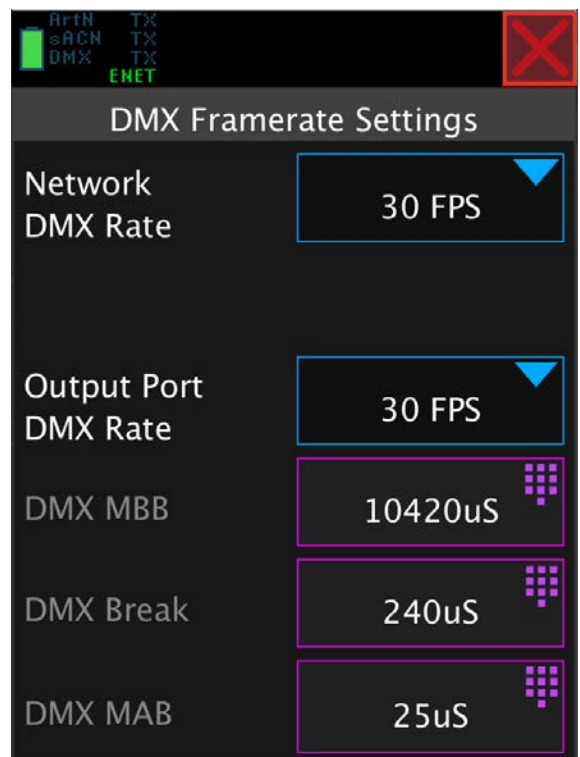 ArtN TX
sACN TX
DMX TX
ENET
DMX Framerate Settings
Network
DMX Rate
30 FPS
Output Port
DMX Rate
30 FPS
DMX MBB
10420uS
DMX Break
240uS
DMX MAB
25uS